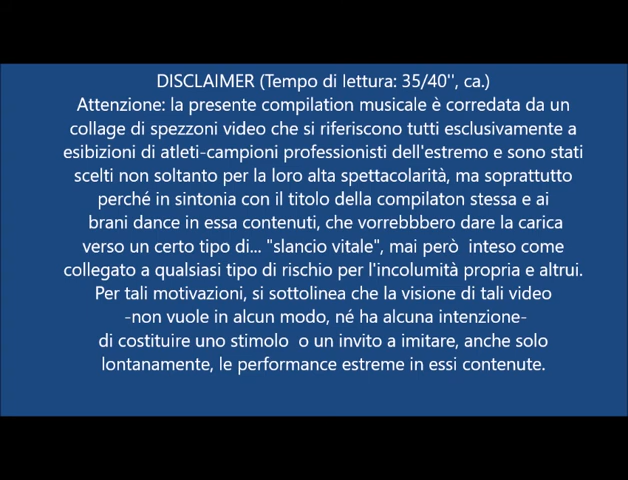 DISCLAIMER (Tempo di lettura: 35/40'', ca.)
Attenzione: la presente compilation musicale è corredata da un
collage di spezzoni video che si riferiscono tutti esclusivamente a
esibizioni di atleti-campioni professionisti dell'estremo e sono stati
scelti non soltanto per la loro alta spettacolarità, ma soprattutto
perché in sintonia con il titolo della compilaton stessa e ai
brani dance in essa contenuti, che vorrebbbero dare la carica
verso un certo tipo di... "slancio vitale", mai però  inteso come
collegato a qualsiasi tipo di rischio per l'incolumità propria e altrui.
Per tali motivazioni, si sottolinea che la visione di tali video
-non vuole in alcun modo, né ha alcuna intenzione-
di costituire uno stimolo  o un invito a imitare, anche solo
lontanamente, le performance estreme in essi contenute.